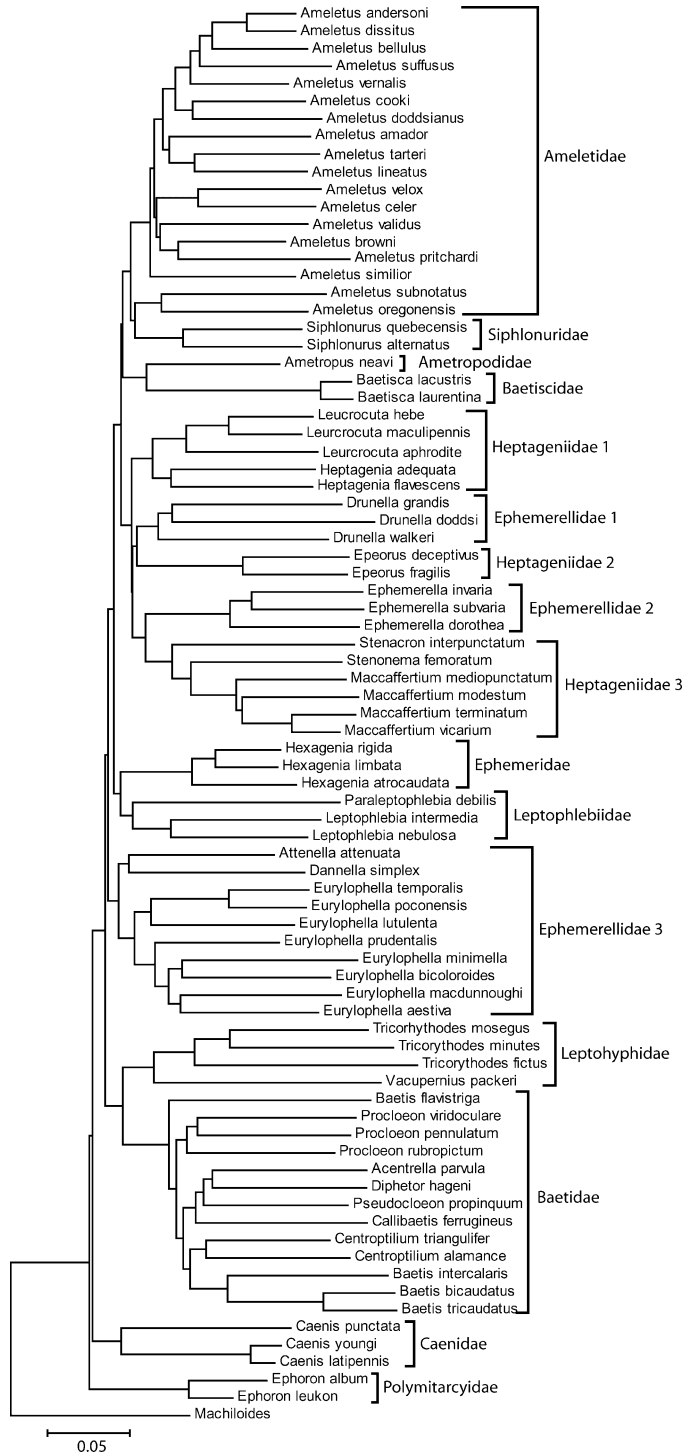 Ameletus andersoni
Ameletus dissitus
Ameletus bellulus
Ameletus suffusus
Ameletus vernalis
Ameletus cooki
Ameletus doddsianus
Ameletus amador
Ameletus tarteri
Ameletidae
Ameletus lineatus
Ameletus velox
Ameletus celer
Ameletus validus
Ameletus browni
Ameletus pritchardi
Ameletus similior
Ameletus subnotatus
Ameletus oregonensis
Siphlonurus quebecensis
Siphlonuridae
Siphlonurus alternatus
Ametropus neavi
Ametropodidae
Baetisca lacustris
Baetiscidae
Baetisca laurentina
Leucrocuta hebe
Leurcrocuta maculipennis
Heptageniidae 1
Leurcrocuta aphrodite
Heptagenia adequata
Heptagenia flavescens
Drunella grandis
Drunella doddsi
Ephemerellidae 1
Drunella walkeri
Epeorus deceptivus
Heptageniidae 2
Epeorus fragilis
Ephemerella invaria
Ephemerella subvaria
Ephemerellidae 2
Ephemerella dorothea
Stenacron interpunctatum
Stenonema femoratum
Maccaffertium mediopunctatum
Heptageniidae 3
Maccaffertium modestum
Maccaffertium terminatum
Maccaffertium vicarium
Hexagenia rigida
Hexagenia limbata
Ephemeridae
Hexagenia atrocaudata
Paraleptophlebia debilis
Leptophlebiidae
Leptophlebia intermedia
Leptophlebia nebulosa
Attenella attenuata
Dannella simplex
Eurylophella temporalis
Eurylophella poconensis
Eurylophella lutulenta
Ephemerellidae 3
Eurylophella prudentalis
Eurylophella minimella
Eurylophella bicoloroides
Eurylophella macdunnoughi
Eurylophella aestiva
Tricorhythodes mosegus
Tricorythodes minutes
Leptohyphidae
Tricorythodes fictus
Vacupernius packeri
Baetis flavistriga
Procloeon viridoculare
Procloeon pennulatum
Procloeon rubropictum
Acentrella parvula
Diphetor hageni
Baetidae
Pseudocloeon propinquum
Callibaetis ferrugineus
Centroptilium triangulifer
Centroptilium alamance
Baetis intercalaris
Baetis bicaudatus
Baetis tricaudatus
Caenis punctata
Caenis youngi
Caenidae
Caenis latipennis
Ephoron album
Polymitarcyidae
Ephoron leukon
Machiloides
0.05